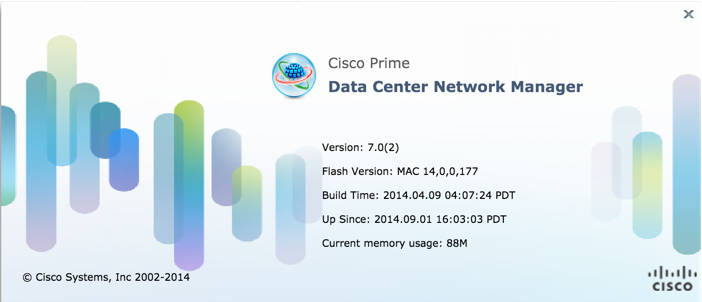 Cisco Prime
Data Center Network Manager
Version: 7.0(2)
Flash Version: MAC 14,0,0,177
Build Time: 2014.04.09 04:07:24 PDT
Up Since: 2014.09.01 16:03:03 PDT
Current memory usage: 88M
© Cisco Systems, Inc 2002-2014
CISCO